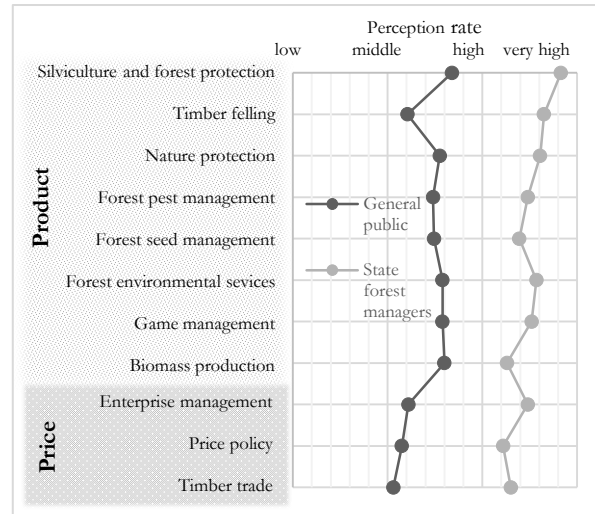 Perception rate
low middle high very high
Silviculture and forest protection
Timber felling
Nature protection
Forest pest management
Forest seed management
Forest environmental sevices
Game management
Biomass production
Enterprise management
Price policy
Timber trade
Product
Price
General
public
State
forest
managers